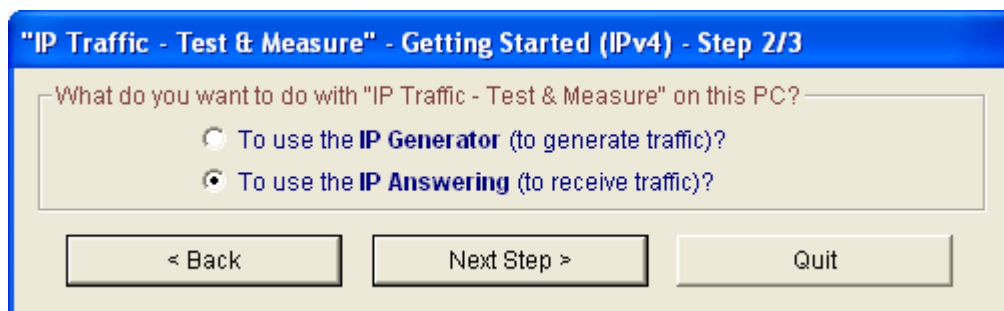 "IP Traffic - Test & Measure" - Getting Started (IPv4) - Step 2/3
What do you want to do with "IP Traffic - Test & Measure" on this PC?
To use the IP Generator (to generate traffic)?
To use the IP Answering (to receive traffic)?
< Back Next Step > Quit